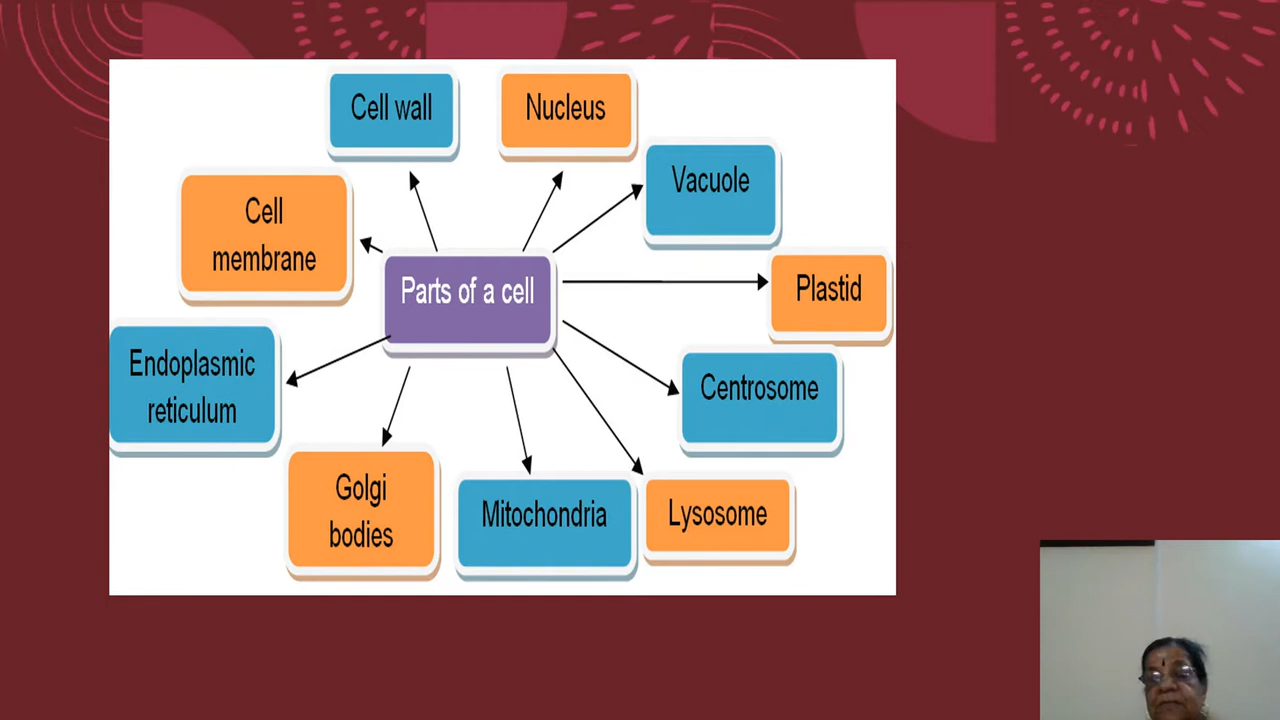 Cell wall
Nucleus
Vacuole
Cell
membrane
Parts of a cell
Plastid
Endoplasmic
reticulum
Centrosome
Golgi
bodies
Mitochondria
Lysosome